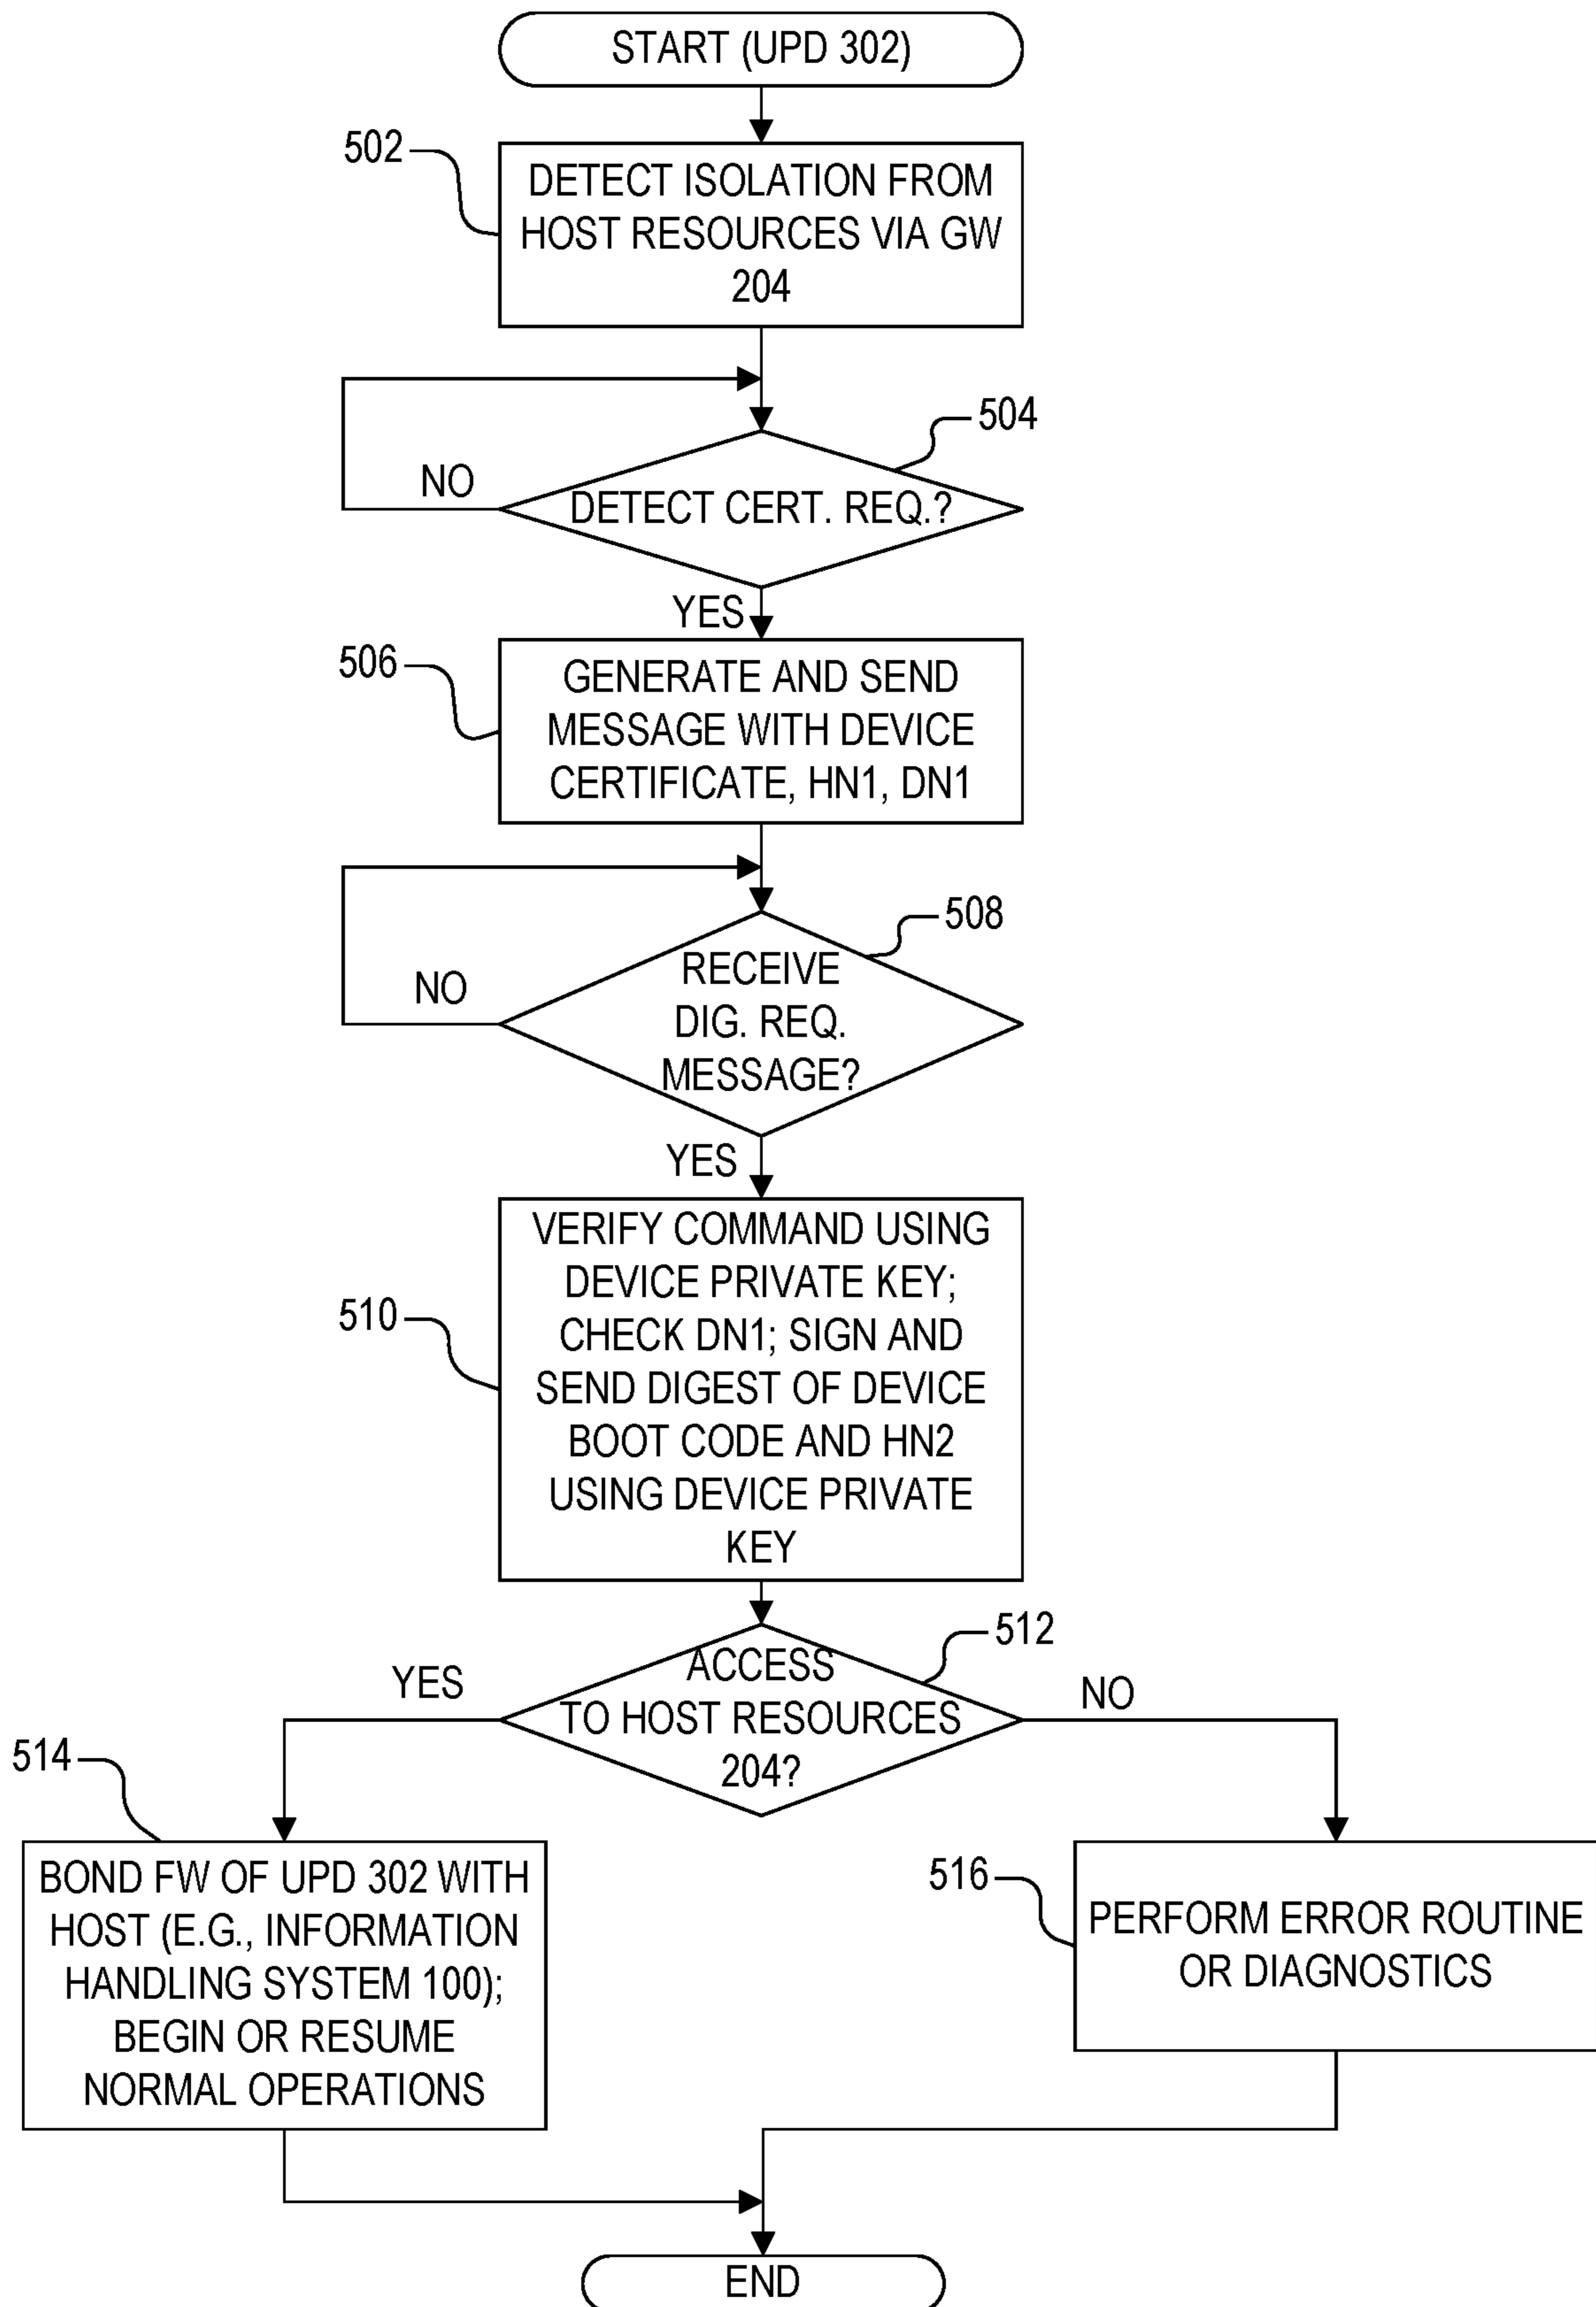 START (UPD 302)
502
DETECT ISOLATION FROM
HOST RESOURCES VIA GW
204
504
NO
DETECT CERT. REQ.?
YES
506
GENERATE AND SEND
MESSAGE WITH DEVICE
CERTIFICATE, HN1, DN1
508
NO
RECEIVE
DIG. REQ.
MESSAGE?
YES
510
VERIFY COMMAND USING
DEVICE PRIVATE KEY;
CHECK DN1; SIGN AND
SEND DIGEST OF DEVICE
BOOT CODE AND HN2
USING DEVICE PRIVATE
KEY
512
YES
ACCESS
TO HOST RESOURCES
204?
NO
514
BOND FW OF UPD 302 WITH
HOST (E.G., INFORMATION
HANDLING SYSTEM 100);
BEGIN OR RESUME
NORMAL OPERATIONS
516
PERFORM ERROR ROUTINE
OR DIAGNOSTICS
END